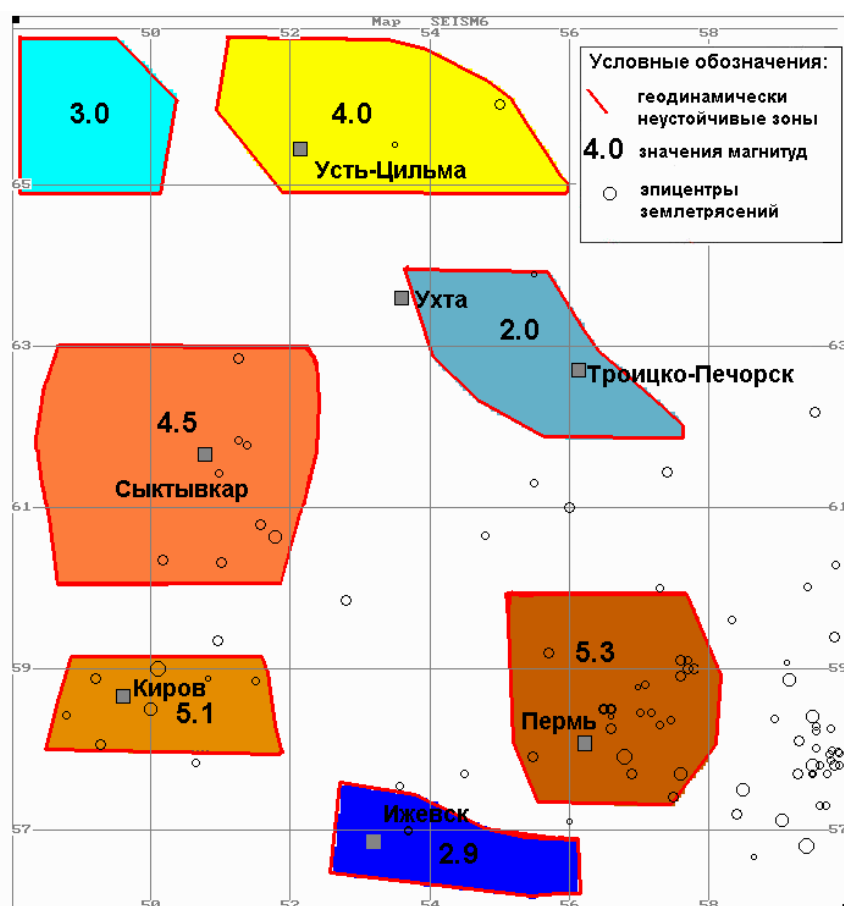 Map SEISM6
50 52 54 56 58
Условные обозначения:
геодинамически
неустойчивые зоны
4.0 значения магнитуд
эпицентры
землетрясений
3.0
4.0
Усть-Цильма
65 65
Ухта
2.0
63 63
Троицко-Печорск
4.5
Сыктывкар
61 61
5.3
59 59
Киров
5.1
Пермь
Ижевск
57 57
2.9
50 52 54 56 58